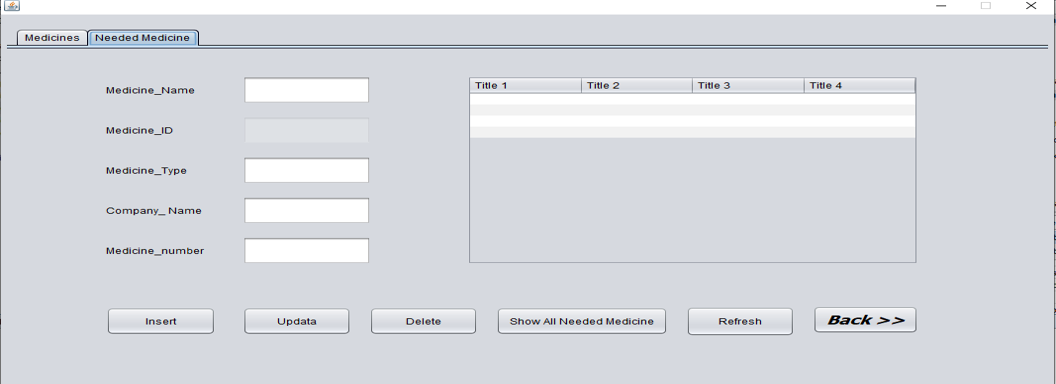 Medicines Needed Medicine
Medicine_Name
Medicine_ID
Medicine_Type
Company_ Name
Medicine_number
Title 1 Title 2 Title 3 Title 4
Insert Updata Delete Show All Needed Medicine Refresh Back >>